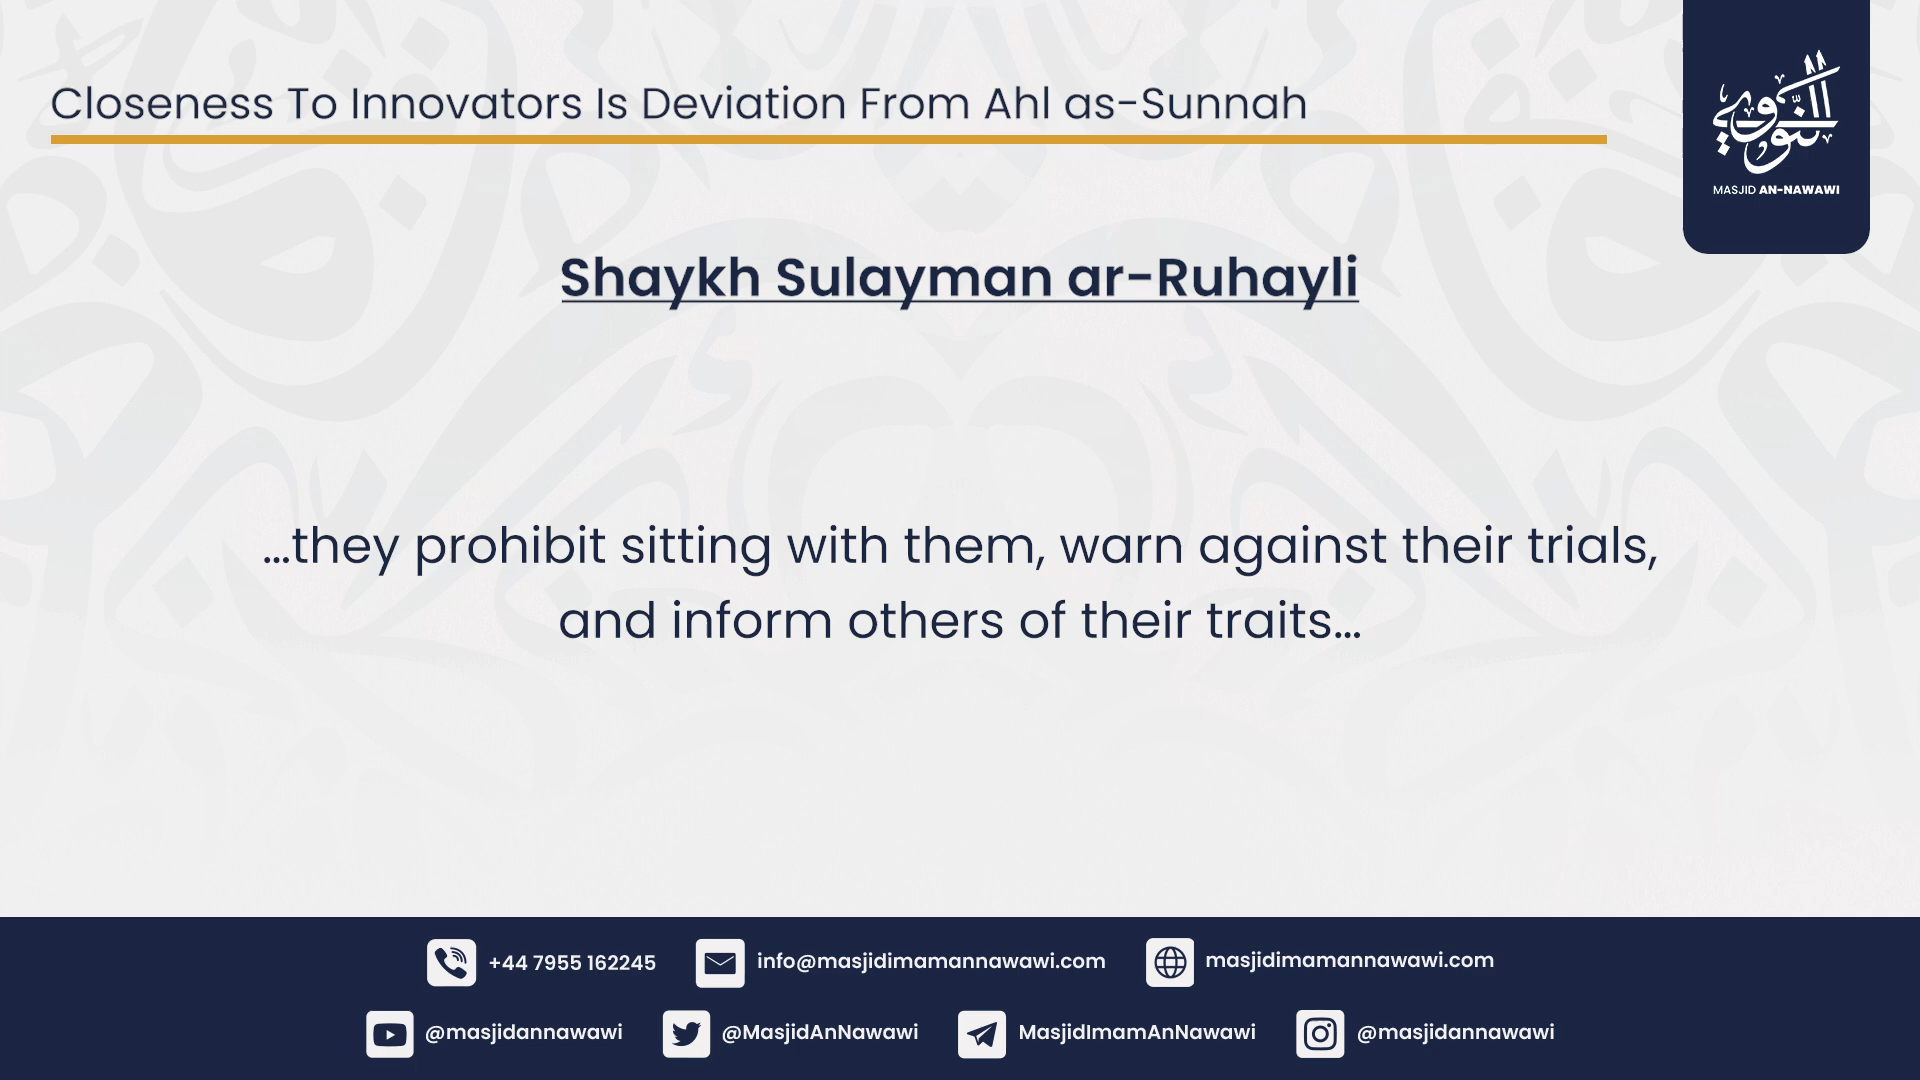 Closeness To Innovators Is Deviation From Ahl as-Sunnah
النووي
MASJID AN-NAWAWI
Shaykh Sulayman ar-Ruhayli
...they prohibit sitting with them, warn against their trials,
and inform others of their traits...
+44 7955 162245 info@masjidimamannawawi.com masjidimamannawawi.com
@masjidannawawi @MasjidAnNawawi MasjidImamAnNawawi @masjidannawawi